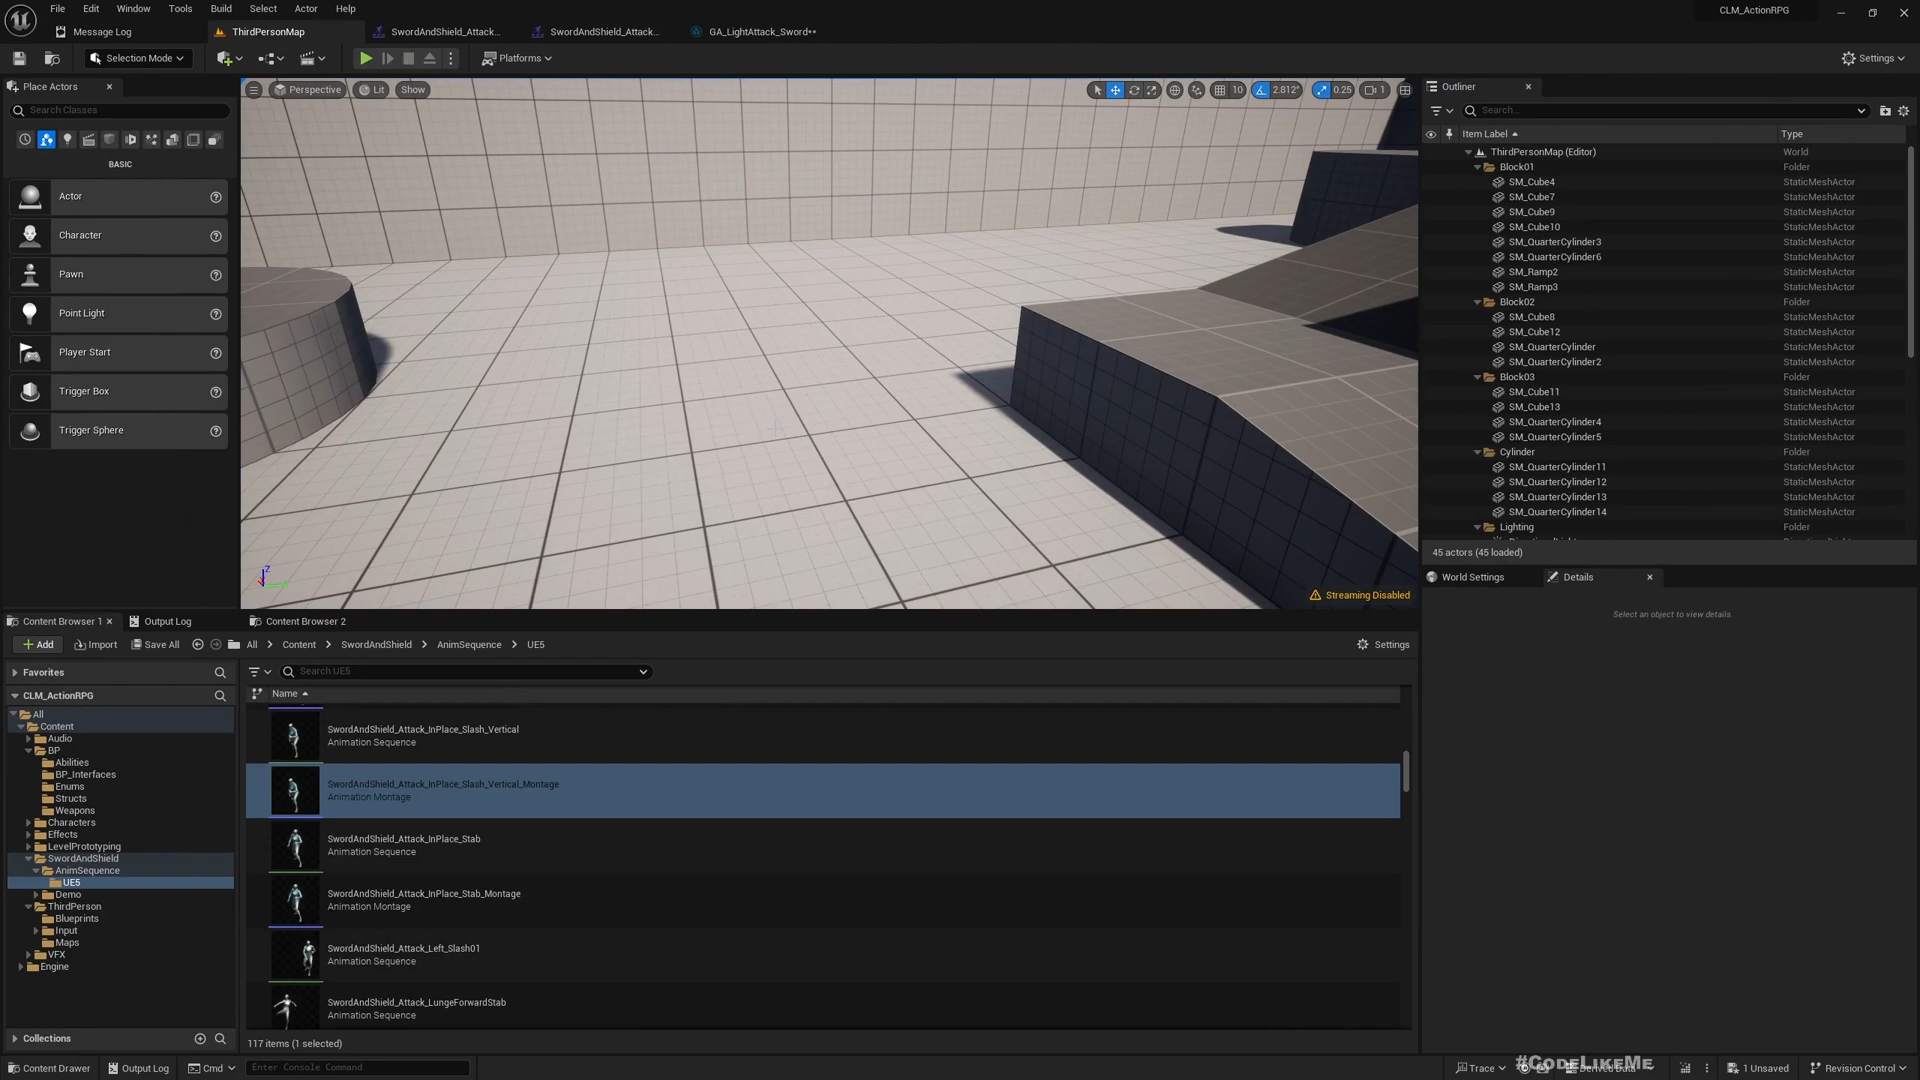 File Edit Window Tools Build Select Actor Help
CLM_ActionRPG
Message Log
ThirdPersonMap
SwordAndShield_Attack...
SwordAndShield_Attack...
GA_LightAttack_Sword**
Selection Mode
Platforms
Settings
Place Actors
Search Classes
BASIC
Actor
Character
Pawn
Point Light
Player Start
Trigger Box
Trigger Sphere
Perspective
Lit
Show
10
2.812°
0.25
1
Streaming Disabled
Outliner
Search...
Item Label
Type
ThirdPersonMap (Editor) World
Block01 Folder
SM_Cube4 StaticMeshActor
SM_Cube7 StaticMeshActor
SM_Cube9 StaticMeshActor
SM_Cube10 StaticMeshActor
SM_QuarterCylinder3 StaticMeshActor
SM_QuarterCylinder6 StaticMeshActor
SM_Ramp2 StaticMeshActor
SM_Ramp3 StaticMeshActor
Block02 Folder
SM_Cube8 StaticMeshActor
SM_Cube12 StaticMeshActor
SM_QuarterCylinder StaticMeshActor
SM_QuarterCylinder2 StaticMeshActor
Block03 Folder
SM_Cube11 StaticMeshActor
SM_Cube13 StaticMeshActor
SM_QuarterCylinder4 StaticMeshActor
SM_QuarterCylinder5 StaticMeshActor
Cylinder Folder
SM_QuarterCylinder11 StaticMeshActor
SM_QuarterCylinder12 StaticMeshActor
SM_QuarterCylinder13 StaticMeshActor
SM_QuarterCylinder14 StaticMeshActor
Lighting Folder
45 actors (45 loaded)
World Settings
Details
Select an object to view details.
Content Browser 1
Output Log
Content Browser 2
Add
Import
Save All
All > Content > SwordAndShield > AnimSequence > UE5
Settings
Favorites
CLM_ActionRPG
All
Content
Audio
BP
Abilities
BP_Interfaces
Enums
Structs
Weapons
Characters
Effects
LevelPrototyping
SwordAndShield
AnimSequence
UE5
Demo
ThirdPerson
Blueprints
Input
Maps
VFX
Engine
Collections
Search UE5
Name
SwordAndShield_Attack_InPlace_Slash_Vertical
Animation Sequence
SwordAndShield_Attack_InPlace_Slash_Vertical_Montage
Animation Montage
SwordAndShield_Attack_InPlace_Stab
Animation Sequence
SwordAndShield_Attack_InPlace_Stab_Montage
Animation Montage
SwordAndShield_Attack_Left_Slash01
Animation Sequence
SwordAndShield_Attack_LungeForwardStab
Animation Sequence
117 items (1 selected)
Content Drawer
Output Log
Cmd
Enter Console Command
Trace
#CodeLikeMe
Derived Data
1 Unsaved
Revision Control